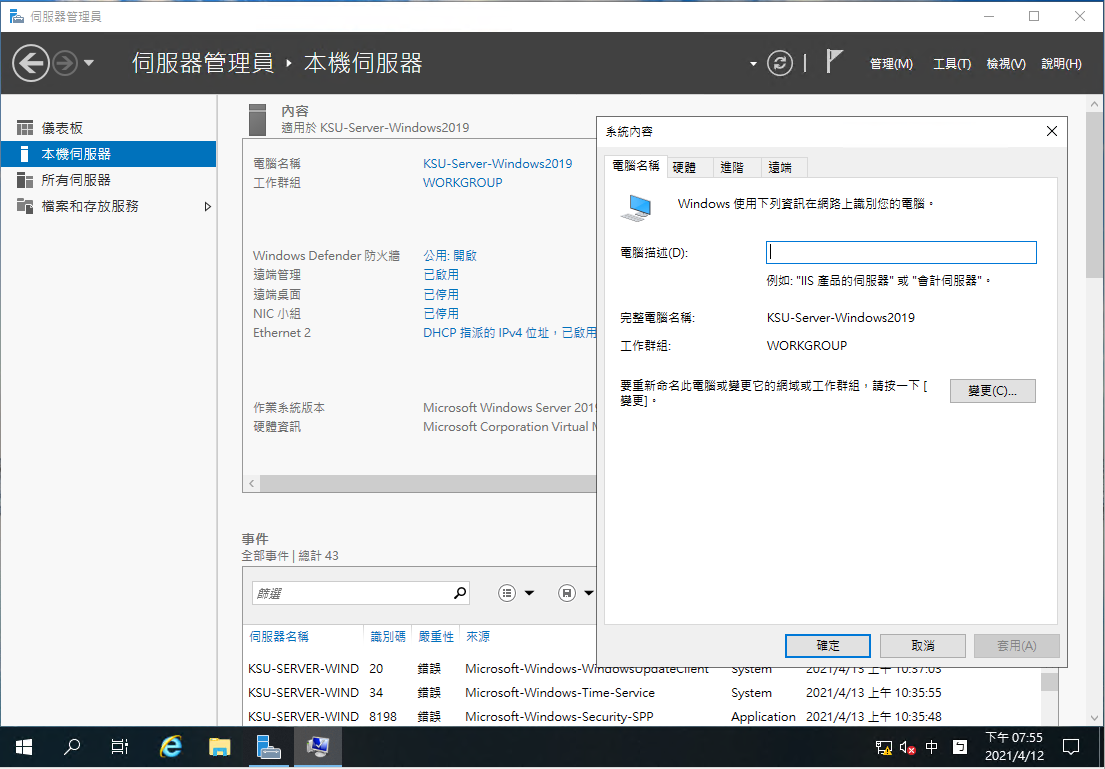 伺服器管理員
伺服器管理員 ‣ 本機伺服器
管理(M) 工具(T) 檢視(V) 說明(H)
儀表板
本機伺服器
所有伺服器
檔案和存放服務
內容
適用於 KSU-Server-Windows2019
電腦名稱 KSU-Server-Windows2019
工作群組 WORKGROUP
Windows Defender 防火牆 公用: 開啟
遠端管理 已啟用
遠端桌面 已停用
NIC 小組 已停用
Ethernet 2 DHCP 指派的 IPv4 位址，已啟用
作業系統版本 Microsoft Windows Server 2019
硬體資訊 Microsoft Corporation Virtual
系統內容
電腦名稱 硬體 進階 遠端
Windows 使用下列資訊在網路上識別您的電腦。
電腦描述(D):
例如: "IIS 產品的伺服器" 或 "會計伺服器"。
完整電腦名稱: KSU-Server-Windows2019
工作群組: WORKGROUP
要重新命名此電腦或變更它的網域或工作群組，請按一下 [
變更]。
變更(C)...
確定 取消 套用(A)
事件
全部事件 | 總計 43
篩選
伺服器名稱 識別碼 嚴重性 來源
KSU-SERVER-WIND 20 錯誤 Microsoft-Windows-WindowsUpdateClient System 2021/4/13 上午 10:37:03
KSU-SERVER-WIND 34 錯誤 Microsoft-Windows-Time-Service System 2021/4/13 上午 10:35:55
KSU-SERVER-WIND 8198 錯誤 Microsoft-Windows-Security-SPP Application 2021/4/13 上午 10:35:48
中
下午 07:55
2021/4/12